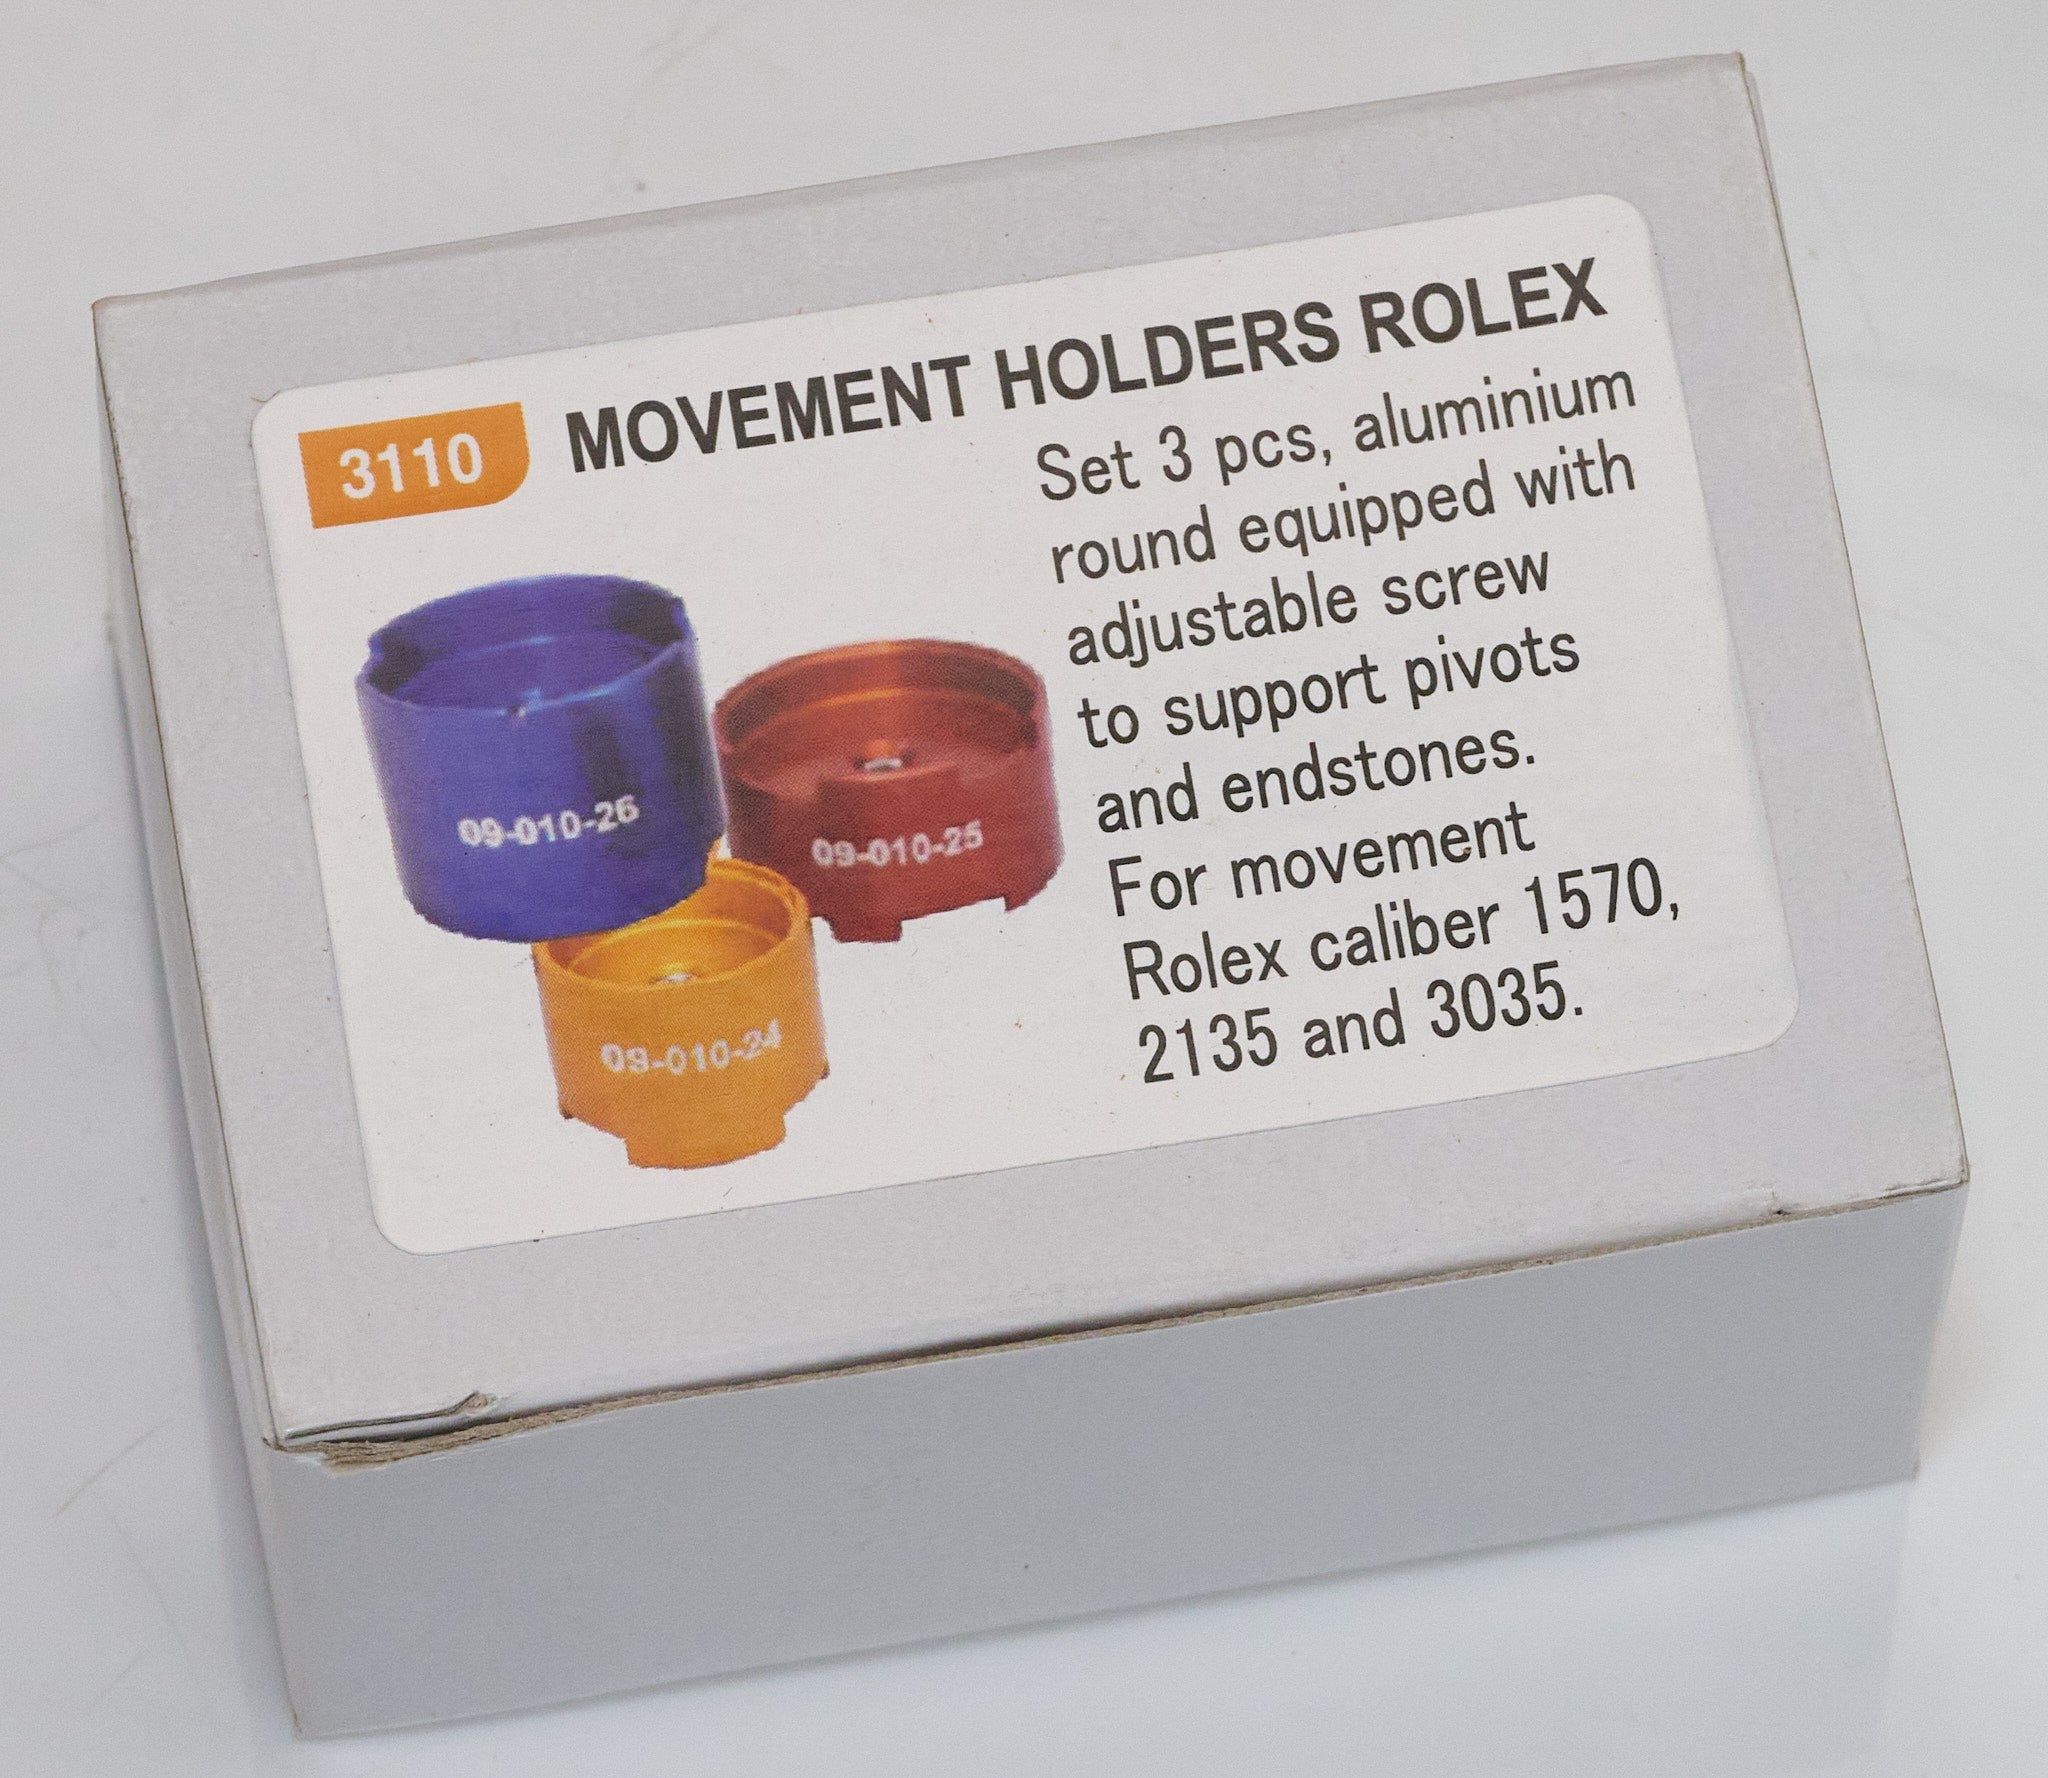 3110
MOVEMENT HOLDERS ROLEX
Set 3 pcs, aluminium
round equipped with
adjustable screw
to support pivots
and endstones.
For movement
Rolex caliber 1570,
2135 and 3035.
09-010-26
09-010-25
09-010-24